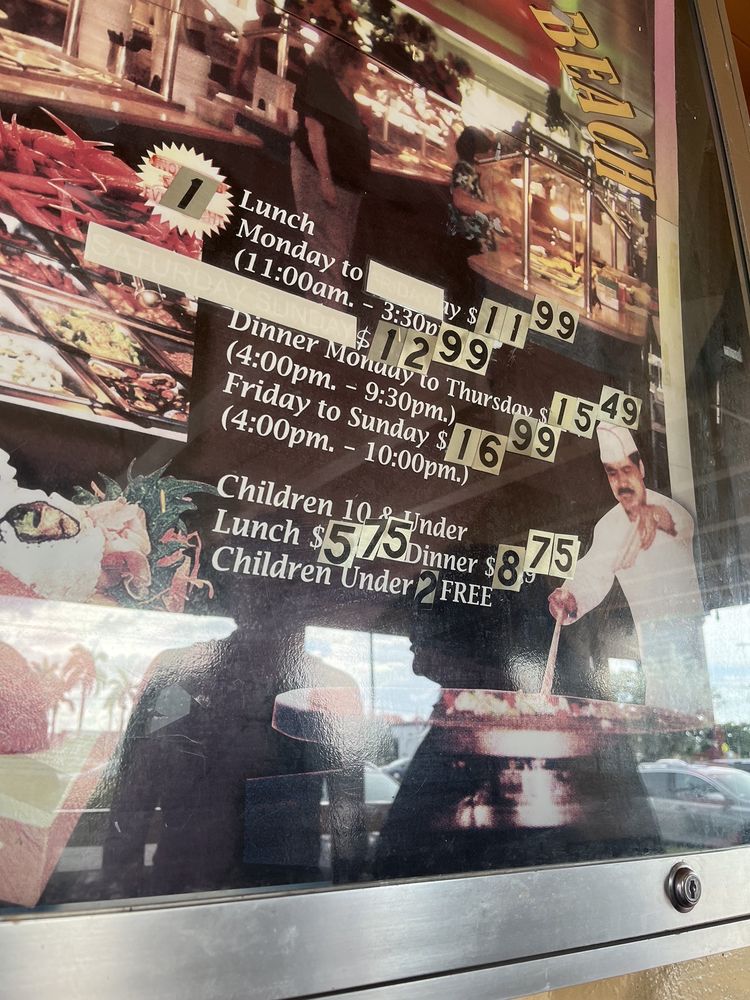 BEACH
1
Lunch
Monday to Friday $11 99
(11:00am. - 3:30p
SATURDAY SUNDAY $12 99
Dinner Monday to Thursday $15 49
(4:00pm. - 9:30pm.)
Friday to Sunday $16 99
(4:00pm. - 10:00pm.)
Children 10 & Under
Lunch $5 75 Dinner $8 75
Children Under 2 FREE